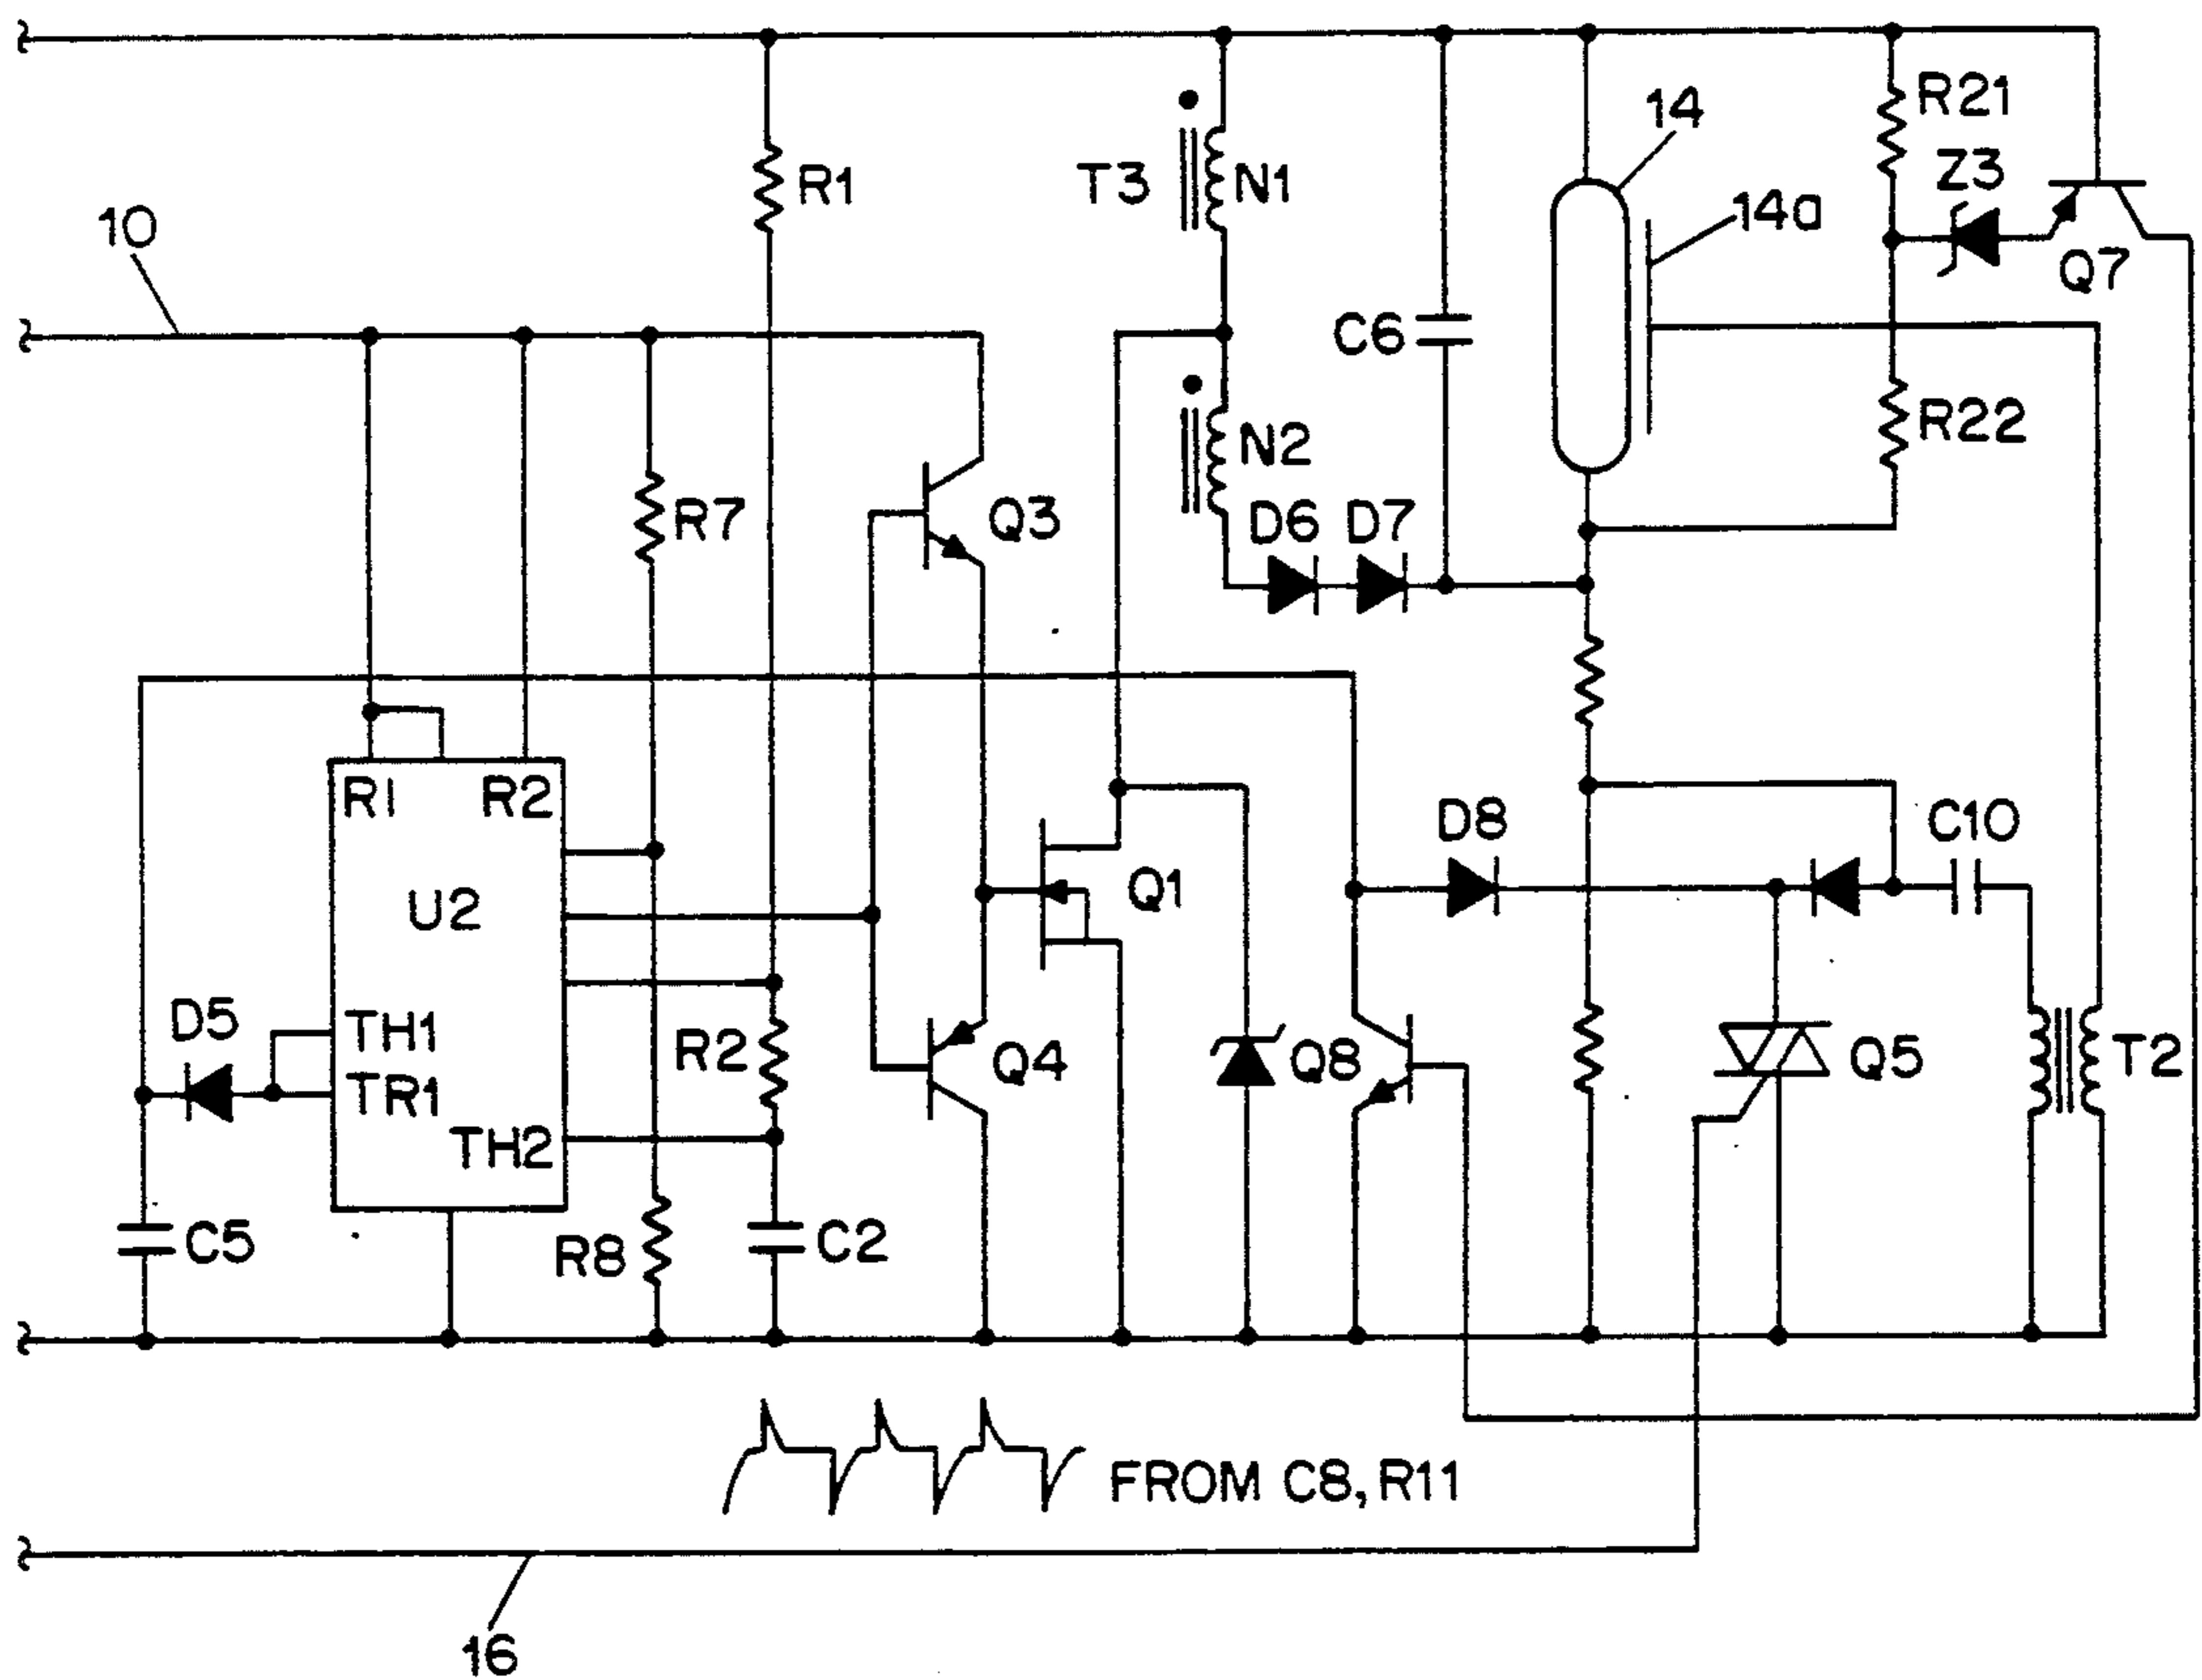 R21
14
Z3
R1
T3
N1
14a
10
Q7
C6
R22
N2
R7
Q3
D6
D7
R1
R2
D8
C10
U2
Q1
D5
TH1
R2
Q4
Q8
Q5
T2
TR1
TH2
C5
R8
C2
FROM C8, R11
16